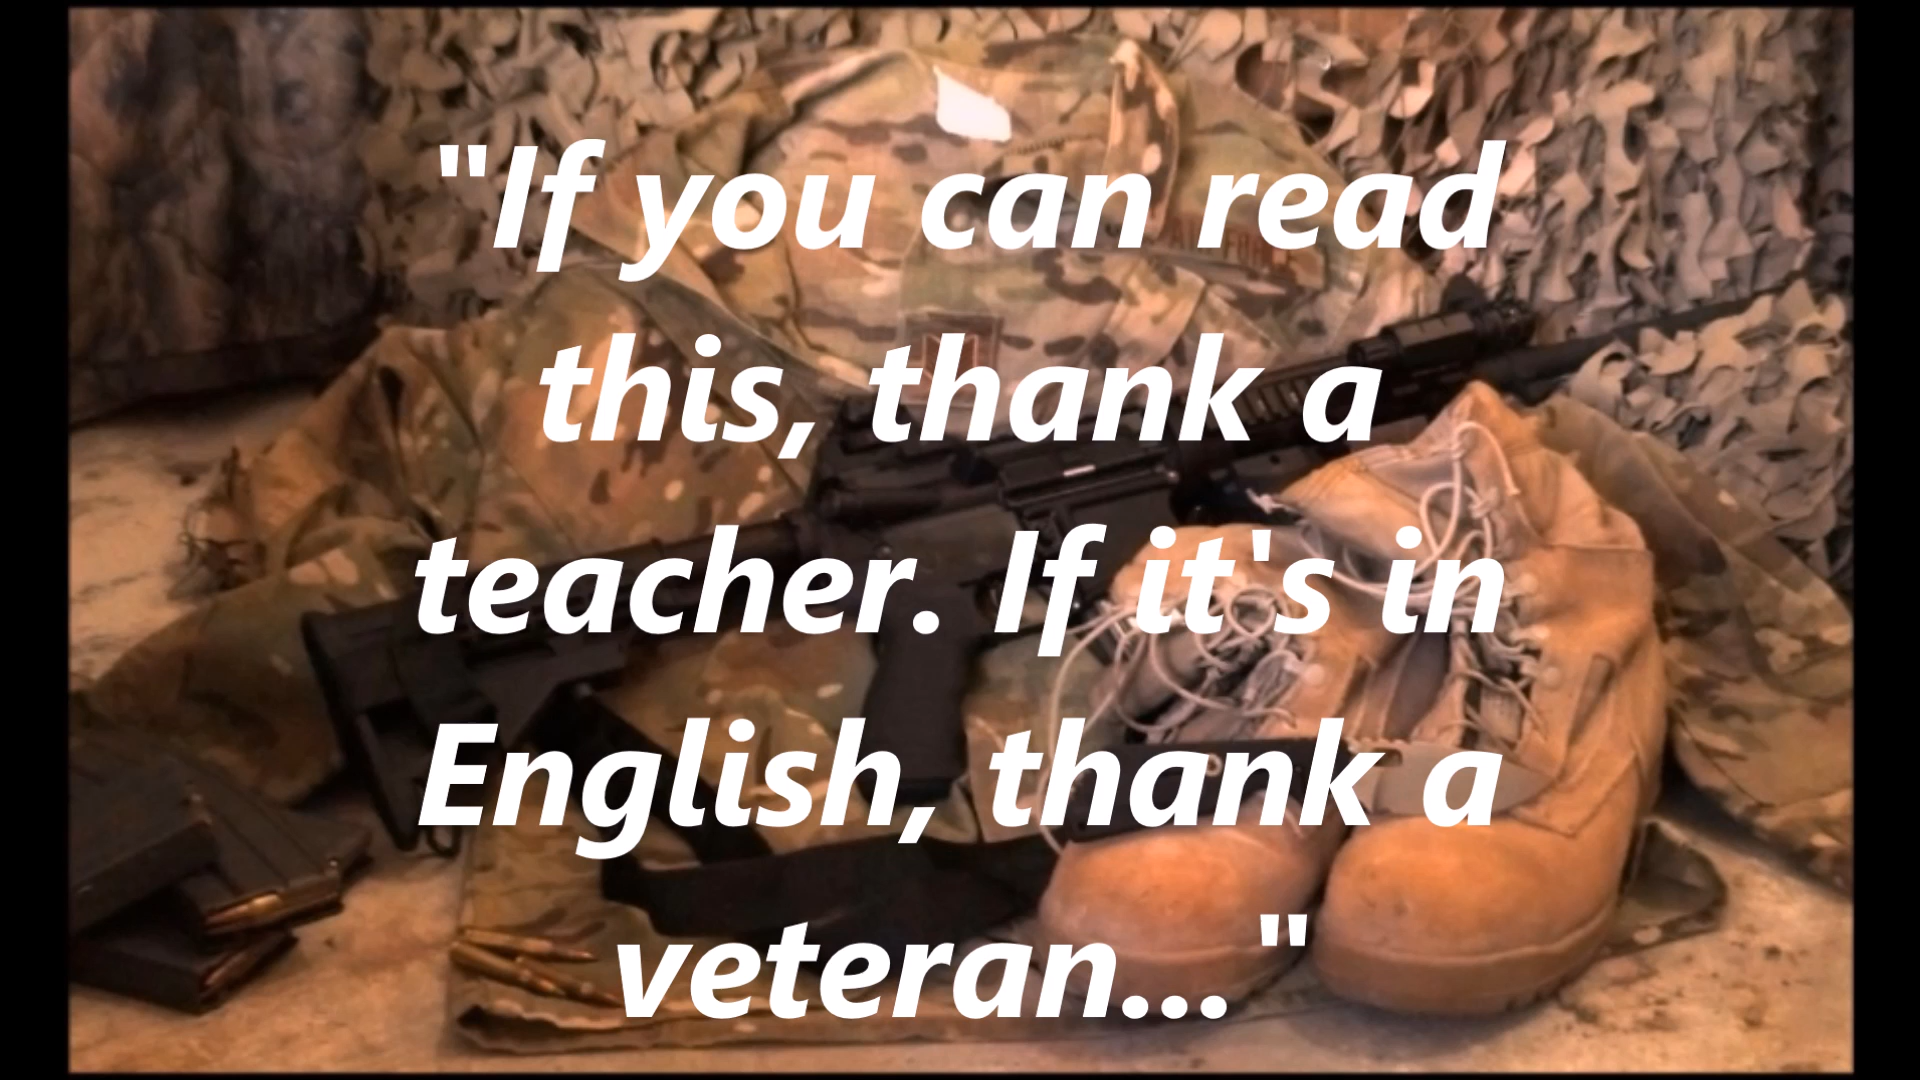 "If you can read
this, thank a
teacher. If it's in
English, thank a
veteran..."